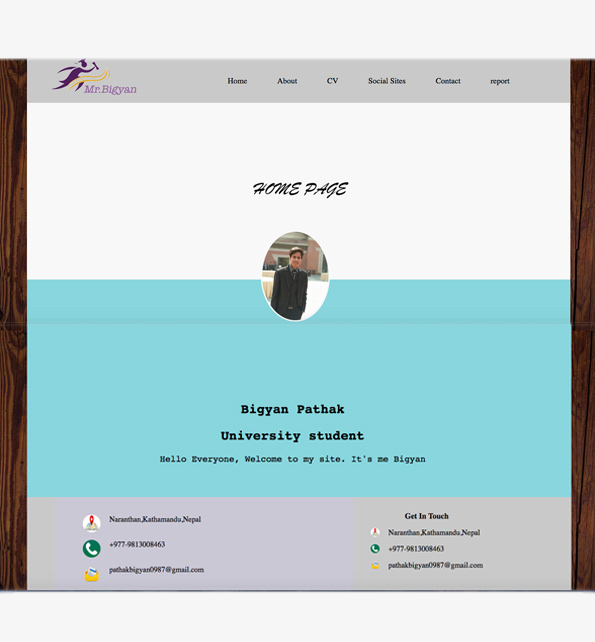 Mr.Bigyan
Home About CV Social Sites Contact report
HOME PAGE
Bigyan Pathak
University student
Hello Everyone, Welcome to my site. It's me Bigyan
Naranthan,Kathamandu,Nepal
+977-9813008463
pathakbigyan0987@gmail.com
Get In Touch
Naranthan,Kathamandu,Nepal
+977-9813008463
pathakbigyan0987@gmail.com